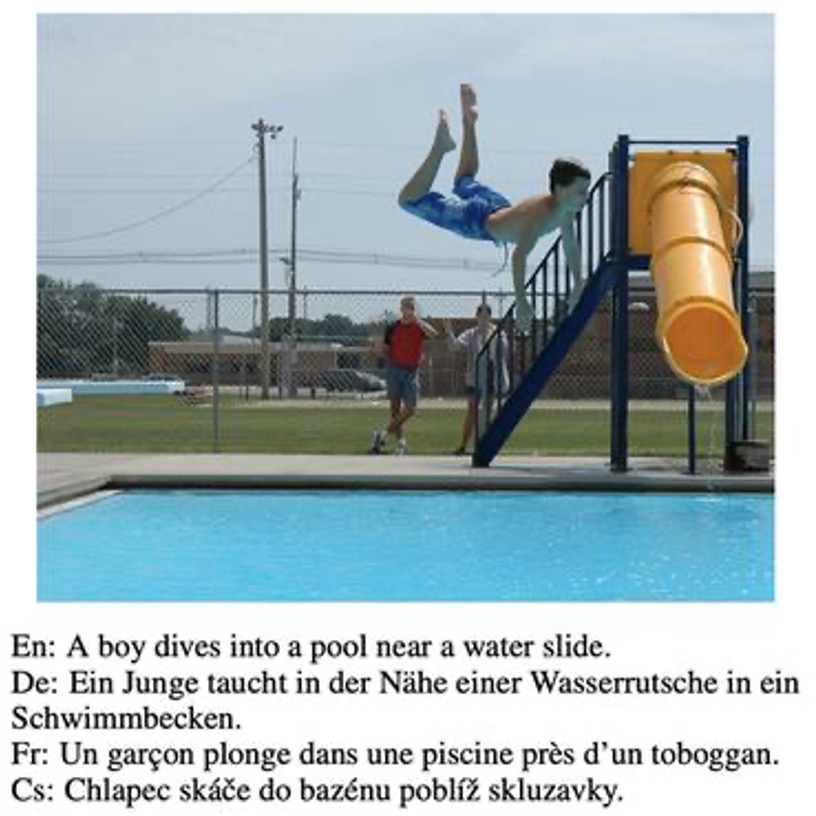 En: A boy dives into a pool near a water slide.
De: Ein Junge taucht in der Nähe einer Wasserrutsche in ein
Schwimmbecken.
Fr: Un garçon plonge dans une piscine près d’un toboggan.
Cs: Chlapec skáče do bazénu poblíž skluzavky.